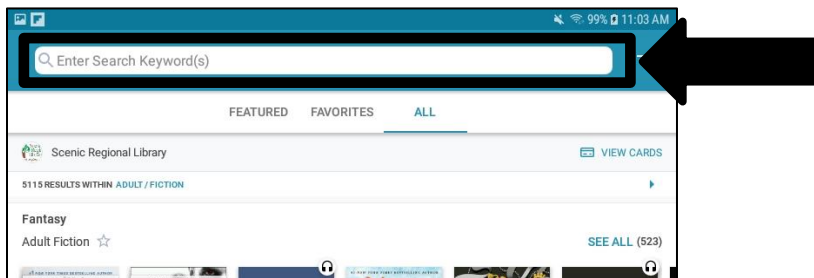 99% 11:03 AM
Enter Search Keyword(s)
FEATURED FAVORITES ALL
Scenic Regional Library VIEW CARDS
5115 RESULTS WITHIN ADULT / FICTION
Fantasy
Adult Fiction SEE ALL (523)